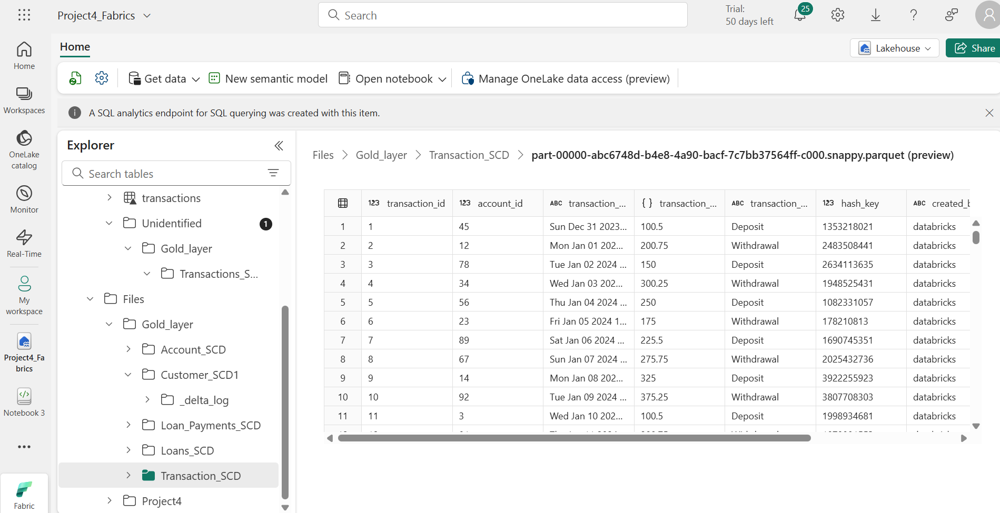 Project4_Fabrics
Search
Trial:
50 days left
25
Home
Lakehouse
Share
Get data
New semantic model
Open notebook
Manage OneLake data access (preview)
A SQL analytics endpoint for SQL querying was created with this item.
Home
Workspaces
OneLake
catalog
Monitor
Real-Time
My
workspace
Project4_Fa
brics
Notebook 3
Fabric
Explorer
Search tables
transactions
Unidentified 1
Gold_layer
Transactions_S...
Files
Gold_layer
Account_SCD
Customer_SCD1
_delta_log
Loan_Payments_SCD
Loans_SCD
Transaction_SCD
Project4
Files > Gold_layer > Transaction_SCD > part-00000-abc6748d-b4e8-4a90-bacf-7c7bb37564ff-c000.snappy.parquet (preview)
123 transaction_id 123 account_id ABC transaction_... { } transaction_... ABC transaction_... 123 hash_key ABC created_b
1 1 45 Sun Dec 31 2023... 100.5 Deposit 1353218021 databricks
2 2 12 Mon Jan 01 202... 200.75 Withdrawal 2483508441 databricks
3 3 78 Tue Jan 02 2024 ... 150 Deposit 2634113635 databricks
4 4 34 Wed Jan 03 202... 300.25 Withdrawal 1948525431 databricks
5 5 56 Thu Jan 04 2024 ... 250 Deposit 1082331057 databricks
6 6 23 Fri Jan 05 2024 1... 175 Withdrawal 178210813 databricks
7 7 89 Sat Jan 06 2024 ... 225.5 Deposit 1690745351 databricks
8 8 67 Sun Jan 07 2024 ... 275.75 Withdrawal 2025432736 databricks
9 9 14 Mon Jan 08 202... 325 Deposit 3922255923 databricks
10 10 92 Tue Jan 09 2024 ... 375.25 Withdrawal 3807708303 databricks
11 11 3 Wed Jan 10 202... 100.5 Deposit 1998934681 databricks